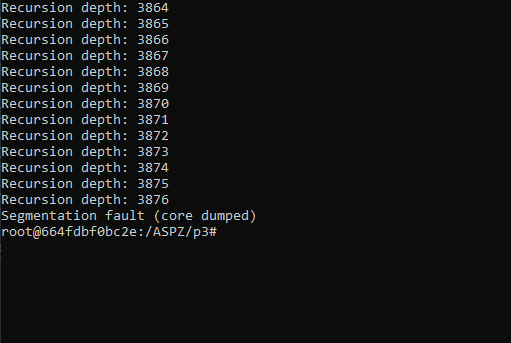 Recursion depth: 3864
Recursion depth: 3865
Recursion depth: 3866
Recursion depth: 3867
Recursion depth: 3868
Recursion depth: 3869
Recursion depth: 3870
Recursion depth: 3871
Recursion depth: 3872
Recursion depth: 3873
Recursion depth: 3874
Recursion depth: 3875
Recursion depth: 3876
Segmentation fault (core dumped)
root@664fdbf0bc2e:/ASPZ/p3#